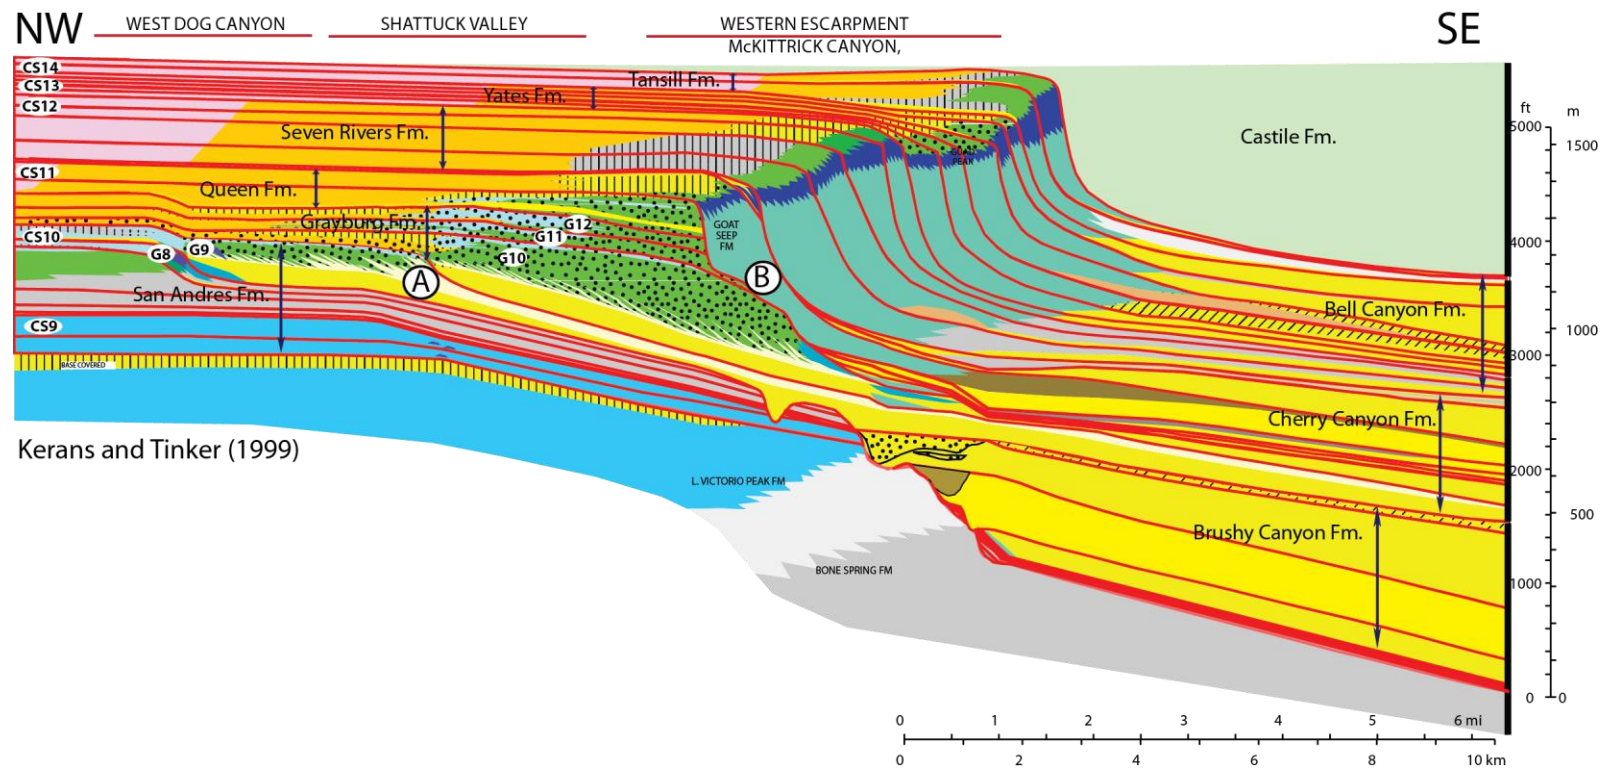 NW
WEST DOG CANYON
SHATTUCK VALLEY
WESTERN ESCARPMENT
McKITTRICK CANYON,
SE
CS14
CS13
CS12
Tansill Fm.
Yates Fm.
Seven Rivers Fm.
Castile Fm.
ft
m
5000
1500
GOAT
PEAK
CS11
Queen Fm.
Grayburg Fm.
G12
G11
G10
CS10
G8
G9
GOAT
SEEP
FM
4000
A
B
San Andres Fm.
Bell Canyon Fm.
CS9
1000
3000
BASE COVERED
Cherry Canyon Fm.
Kerans and Tinker (1999)
2000
L. VICTORIO PEAK FM
500
Brushy Canyon Fm.
BONE SPRING FM
1000
0
0
0 1 2 3 4 5 6 mi
0 2 4 6 8 10 km